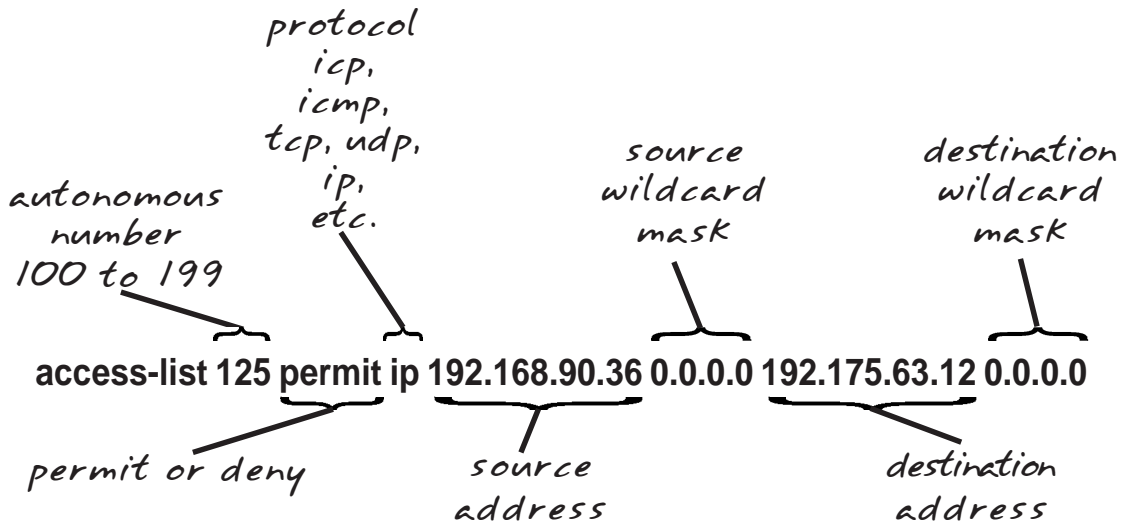 protocol
icp,
icmp,
tcp, udp,
ip,
etc.
autonomous
number
100 to 199
source
wildcard
mask
destination
wildcard
mask
access-list 125 permit ip 192.168.90.36 0.0.0.0 192.175.63.12 0.0.0.0
permit or deny
source
address
destination
address